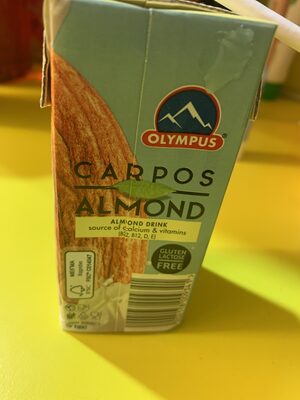 OLYMPUS
CARPOS
ALMOND
ALMOND DRINK
source of calcium & vitamins
(B2, B12, D, E)
GLUTEN
LACTOSE
FREE